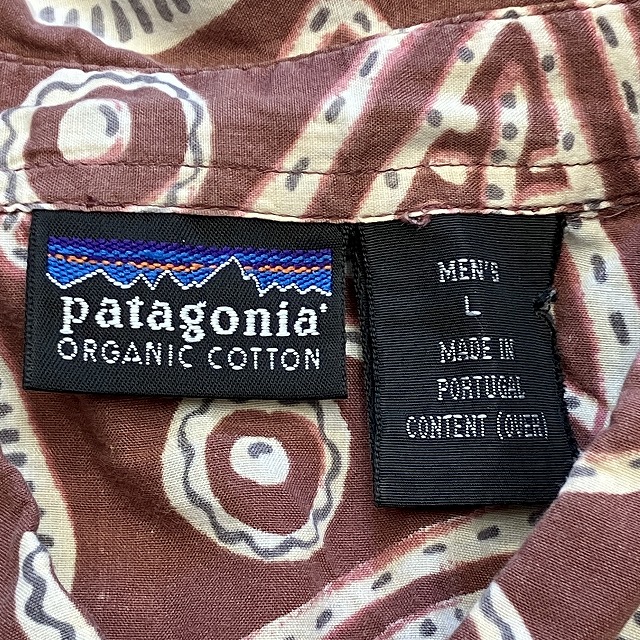 patagonia®
ORGANIC COTTON
MEN'S
L
MADE IN
PORTUGAL
CONTENT (OVER)